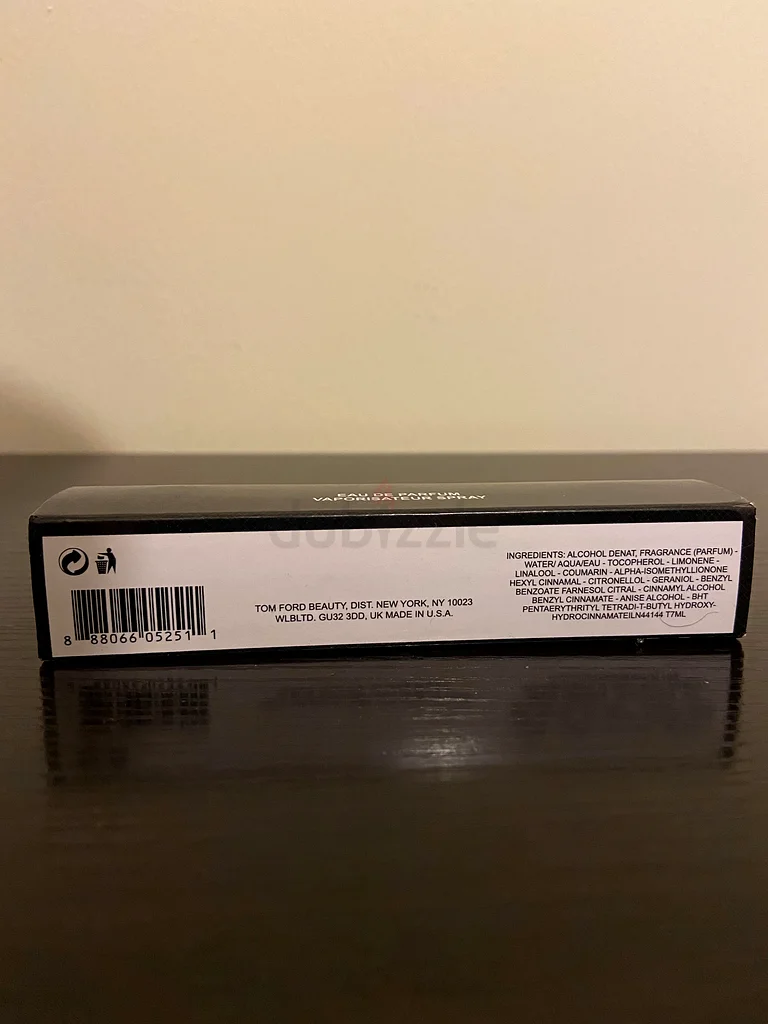 EAU DE PARFUM
VAPORISATEUR SPRAY
dubizzle
INGREDIENTS: ALCOHOL DENAT, FRAGRANCE (PARFUM) -
WATER/ AQUA/EAU - TOCOPHEROL - LIMONENE -
LINALOOL - COUMARIN - ALPHA-ISOMETHYLLIONONE
HEXYL CINNAMAL - CITRONELLOL - GERANIOL - BENZYL
BENZOATE FARNESOL CITRAL - CINNAMYLALCOHOL
BENZYL CINNAMATE - ANISE ALCOHOL - BHT
PENTAERYTHRITYL TETRADI-T-BUTYL HYDROXY-
HYDROCINNAMATEILN44144 T7ML
TOM FORD BEAUTY, DIST. NEW YORK, NY 10023
WLBLTD. GU32 3DD, UK MADE IN U.S.A.
8 88066 05251 1